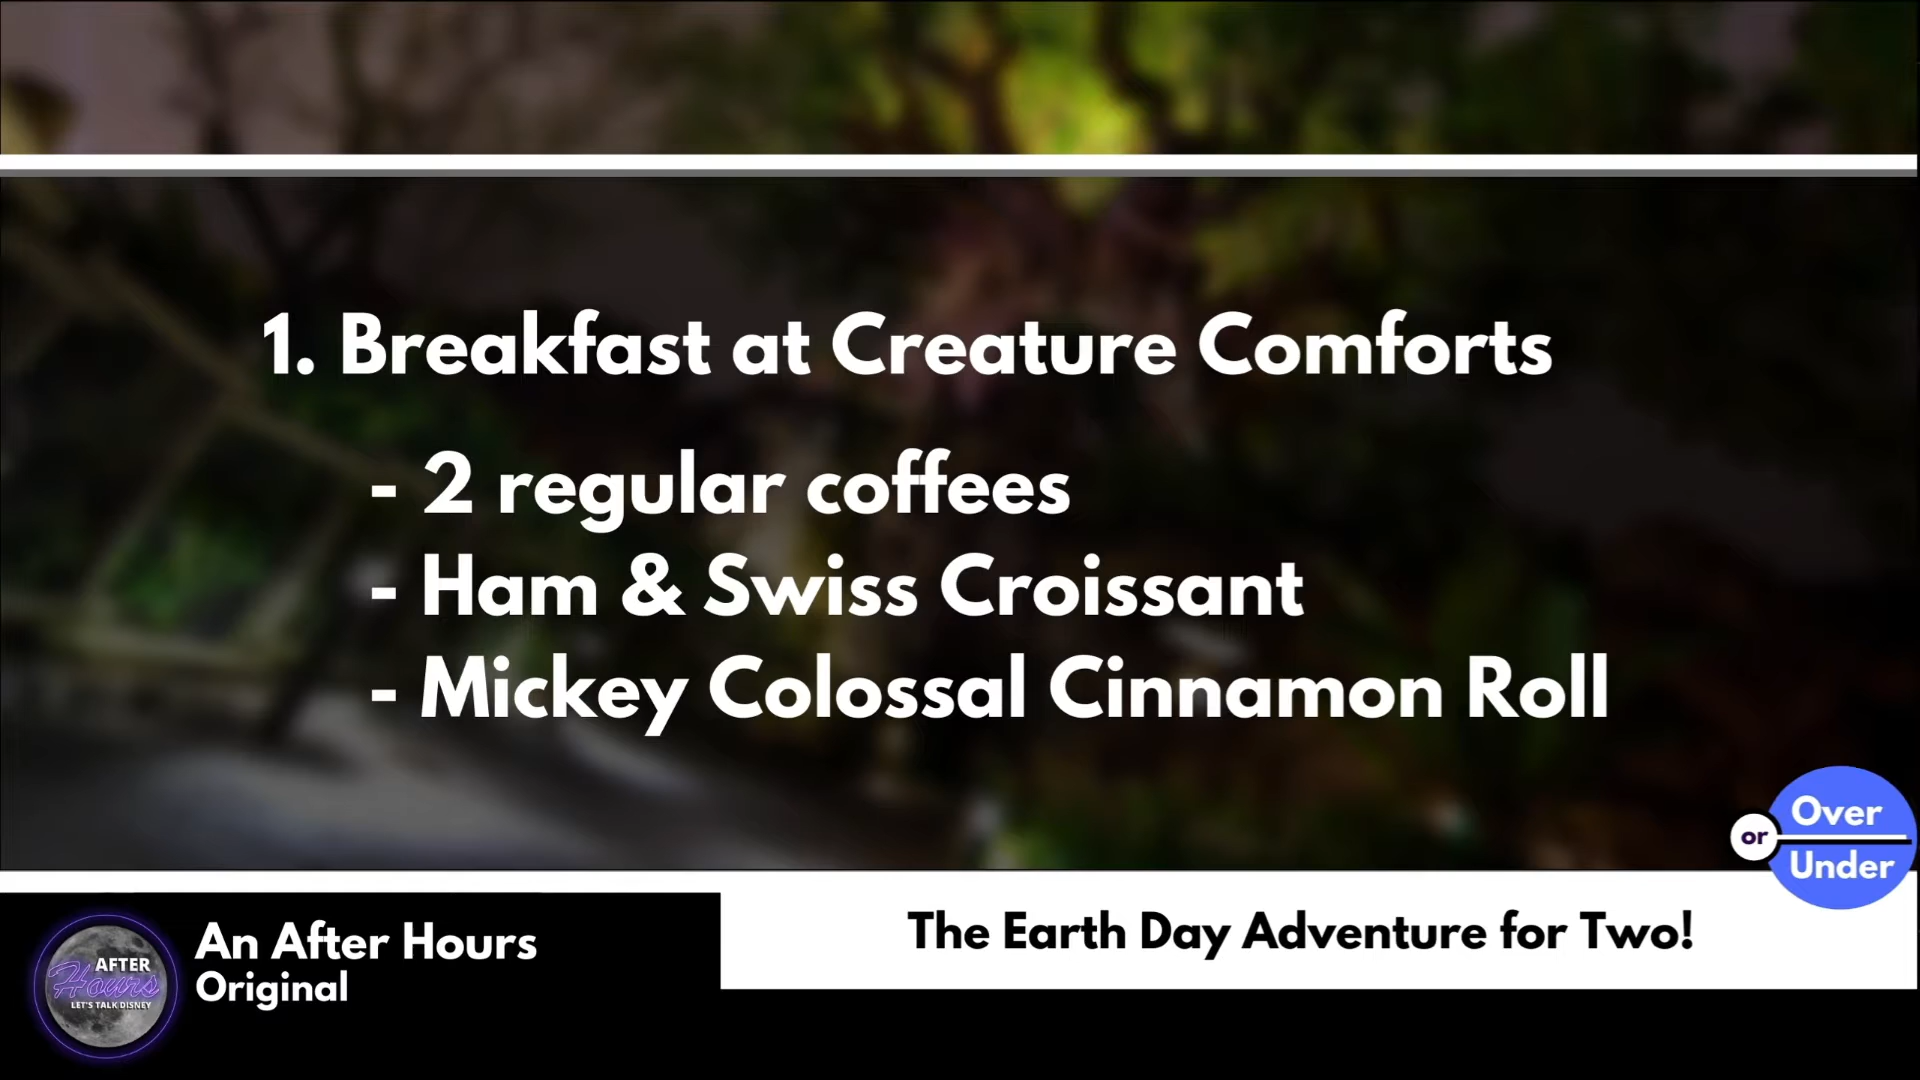 1. Breakfast at Creature Comforts
- 2 regular coffees
- Ham & Swiss Croissant
- Mickey Colossal Cinnamon Roll
Over
or
Under
The Earth Day Adventure for Two!
An After Hours
Original
AFTER
Hours
LET'S TALK DISNEY